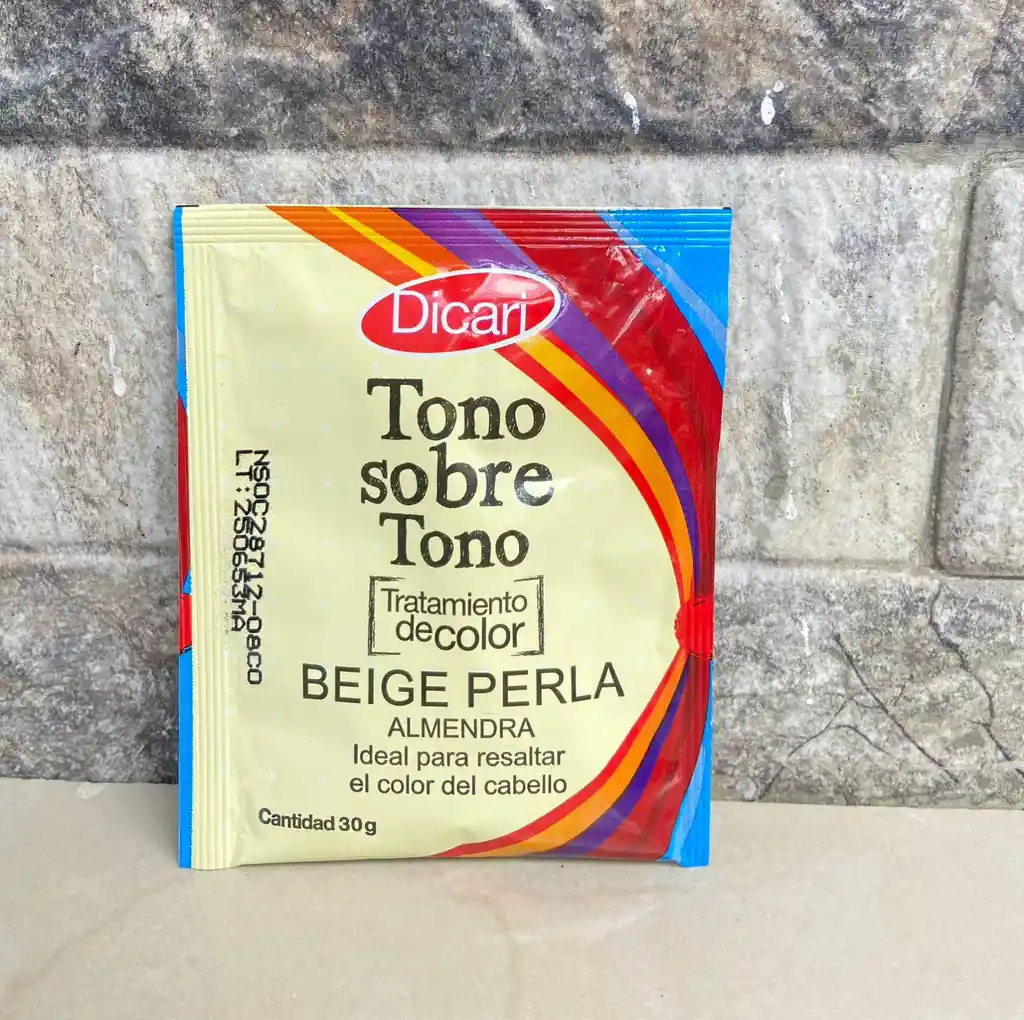 Dicari
Tono
sobre
Tono
Tratamiento
de color
BEIGE PERLA
ALMENDRA
Ideal para resaltar
el color del cabello
Cantidad 30g
NSOC28712-08CO
LT:250653MA